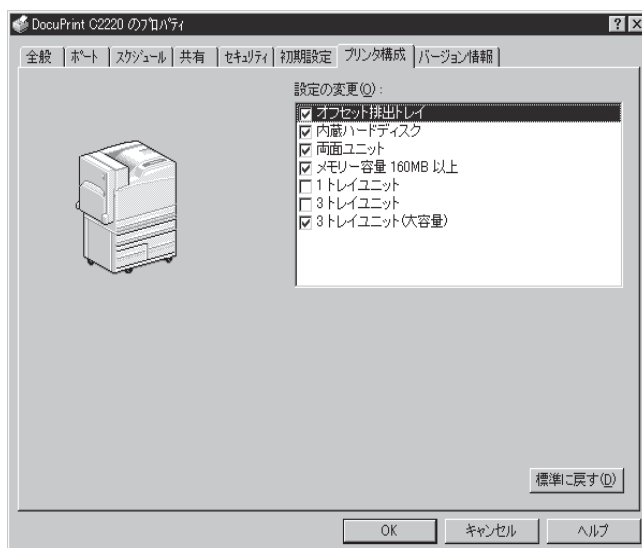 DocuPrint C2220 のプロパティ
全般 ポート スケジュール 共有 セキュリティ 初期設定 プリンタ構成 バージョン情報
設定の変更(O):
オフセット排出トレイ
内蔵ハードディスク
両面ユニット
メモリー容量 160MB 以上
1トレイユニット
3トレイユニット
3トレイユニット(大容量)
標準に戻す(D)
OK キャンセル ヘルプ